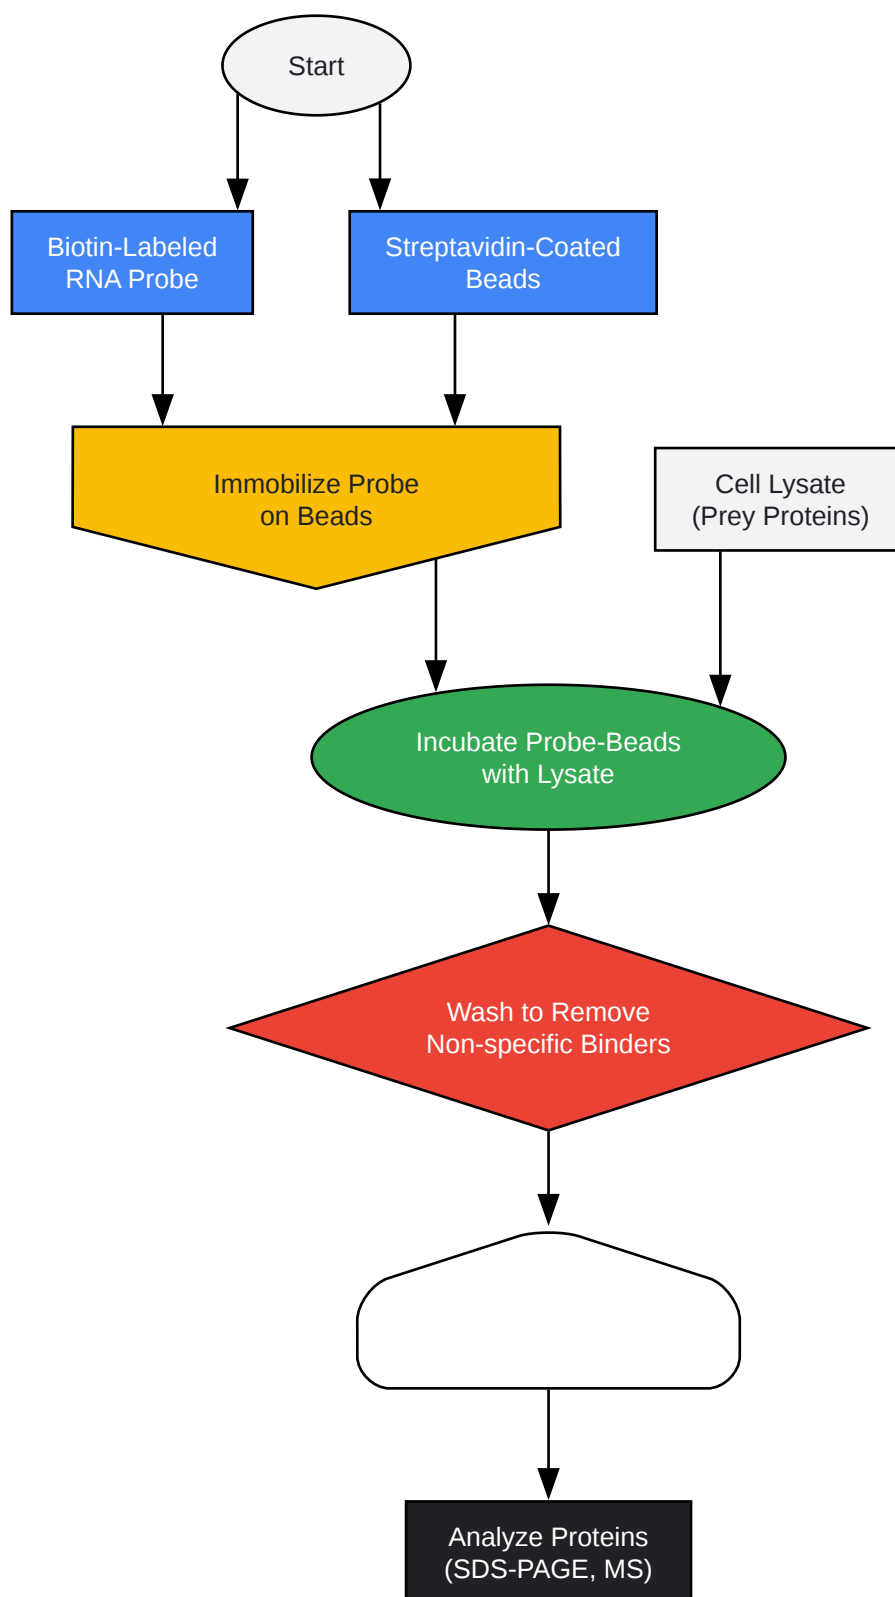 Start
Biotin-Labeled
RNA Probe
Streptavidin-Coated
Beads
Immobilize Probe
on Beads
Cell Lysate
(Prey Proteins)
Incubate Probe-Beads
with Lysate
Wash to Remove
Non-specific Binders
Analyze Proteins
(SDS-PAGE, MS)